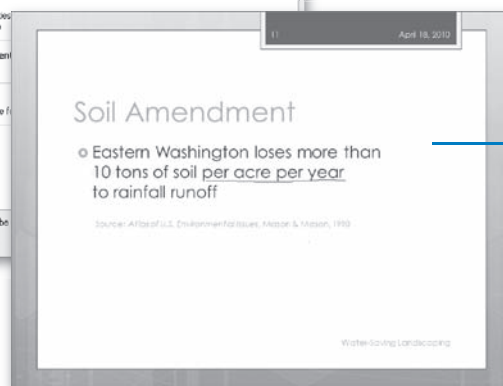 11 April 18, 2010
Soil Amendment
Eastern Washington loses more than
10 tons of soil per acre per year
to rainfall runoff
Source: Atlas of U.S. Environmental Issues, Mason & Mason, 1990
Water-Saving Landscaping
be